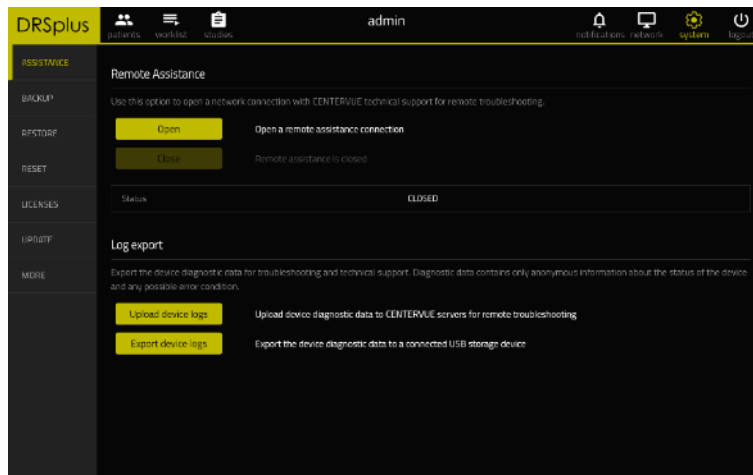 DRSplus
patients worklist studies
admin
notifications network system logout
ASSISTANCE
BACKUP
RESTORE
RESET
LICENSES
UPDATE
MORE
Remote Assistance
Use this option to open a network connection with CENTERVUE technical support for remote troubleshooting.
Open
Open a remote assistance connection
Close
Remote assistance is closed
Status
CLOSED
Log export
Export the device diagnostic data for troubleshooting and technical support. Diagnostic data contains only anonymous information about the status of the device
and any possible error condition.
Upload device logs
Upload device diagnostic data to CENTERVUE servers for remote troubleshooting
Export device logs
Export the device diagnostic data to a connected USB storage device